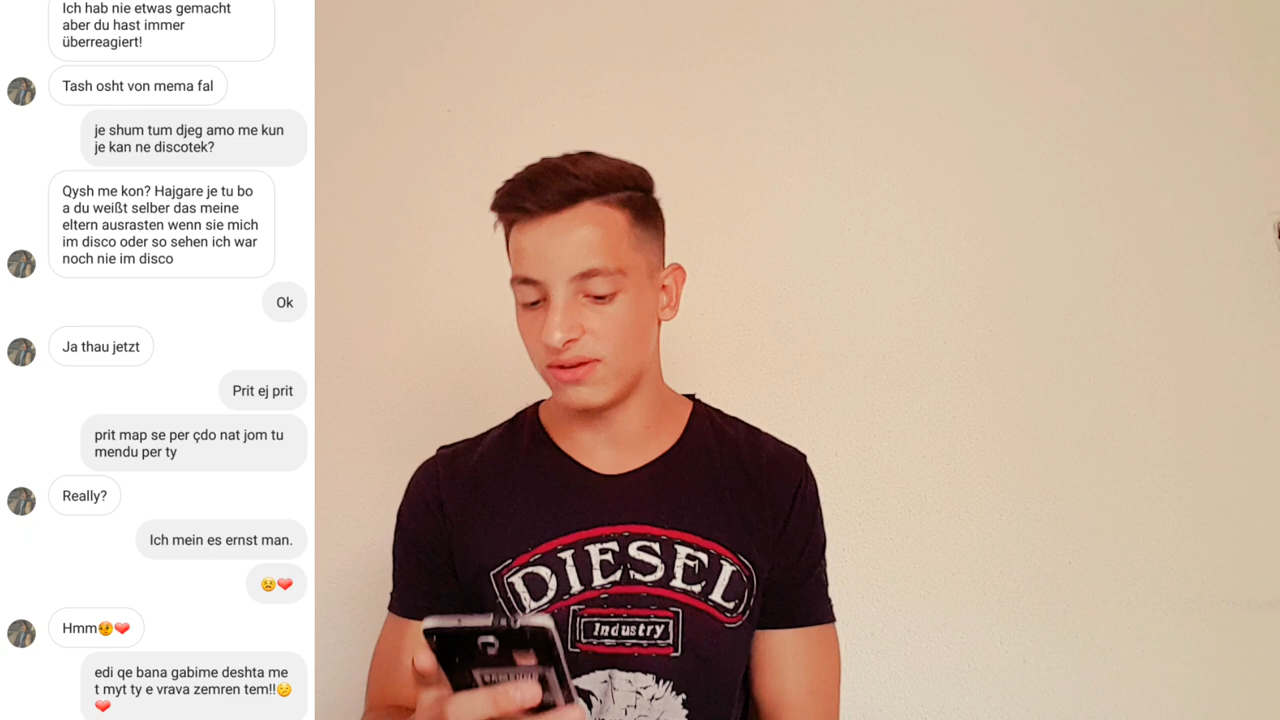 Ich hab nie etwas gemacht
aber du hast immer
überreagiert!
Tash osht von mema fal
je shum tum djeg amo me kun
je kan ne discotek?
Qysh me kon? Hajgare je tu bo
a du weißt selber das meine
eltern ausrasten wenn sie mich
im disco oder so sehen ich war
noch nie im disco
Ok
Ja thau jetzt
Prit ej prit
prit map se per çdo nat jom tu
mendu per ty
Really?
Ich mein es ernst man.
😣❤️
Hmm🤕❤️
edi qe bana gabime deshta me
t myt ty e vrava zemren tem!!😕
❤️
DIESEL
Industry